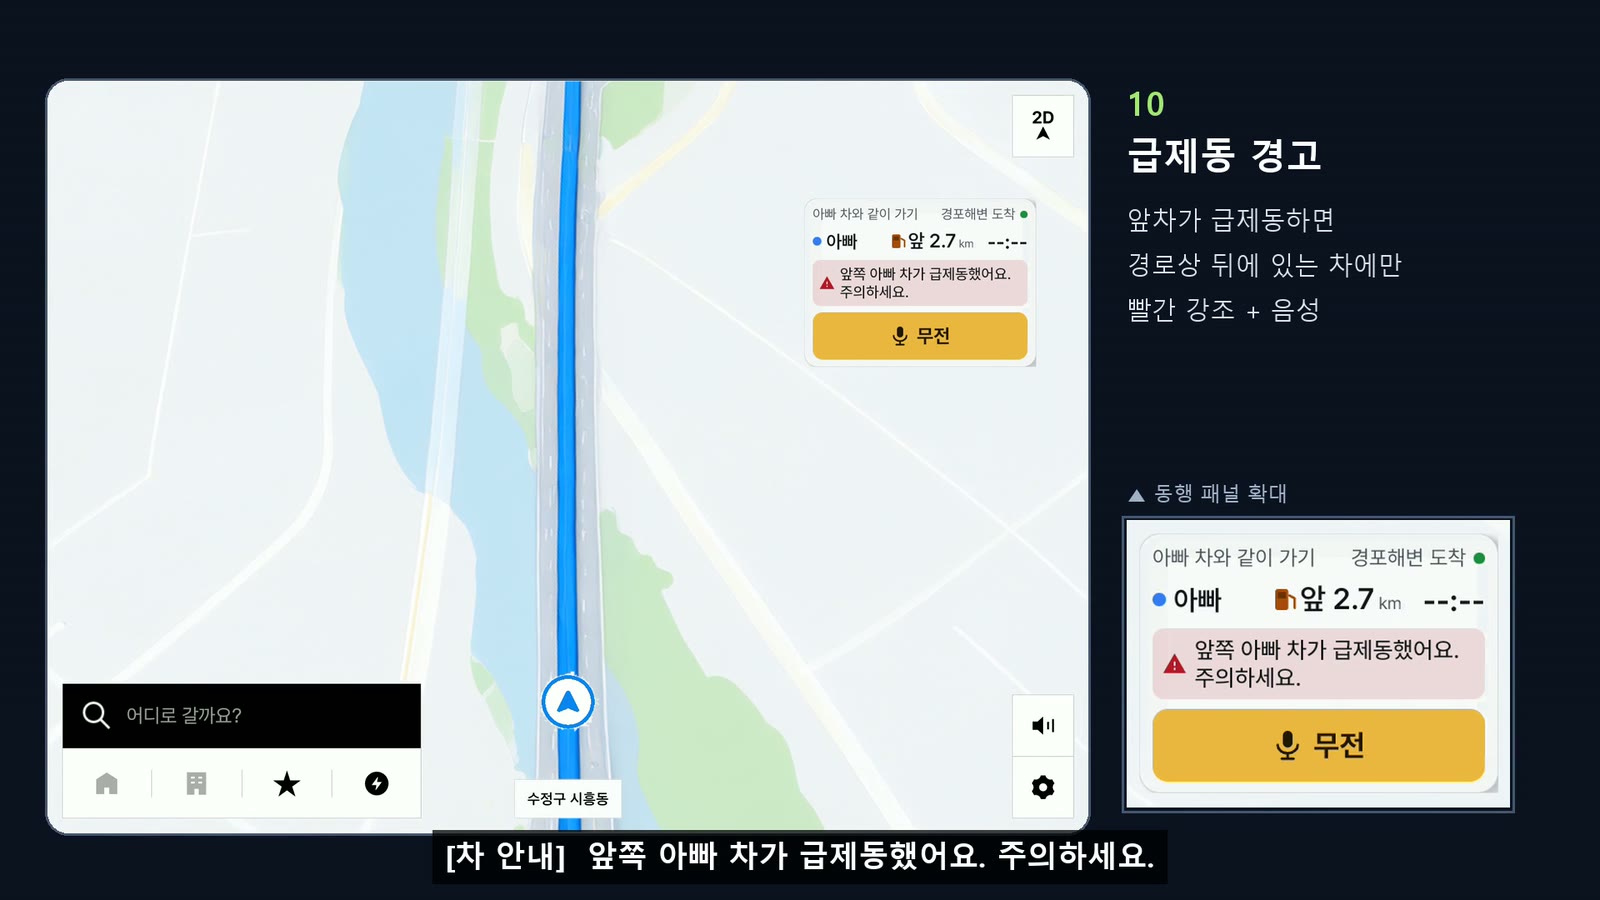 10
급제동 경고
앞차가 급제동하면
경로상 뒤에 있는 차에만
빨간 강조 + 음성
2D
아빠 차와 같이 가기 경포해변 도착
아빠 앞 2.7 km --:--
앞쪽 아빠 차가 급제동했어요.
주의하세요.
무전
어디로 갈까요?
수정구 시흥동
▲ 동행 패널 확대
아빠 차와 같이 가기 경포해변 도착
아빠 앞 2.7 km --:--
앞쪽 아빠 차가 급제동했어요.
주의하세요.
무전
[차 안내] 앞쪽 아빠 차가 급제동했어요. 주의하세요.